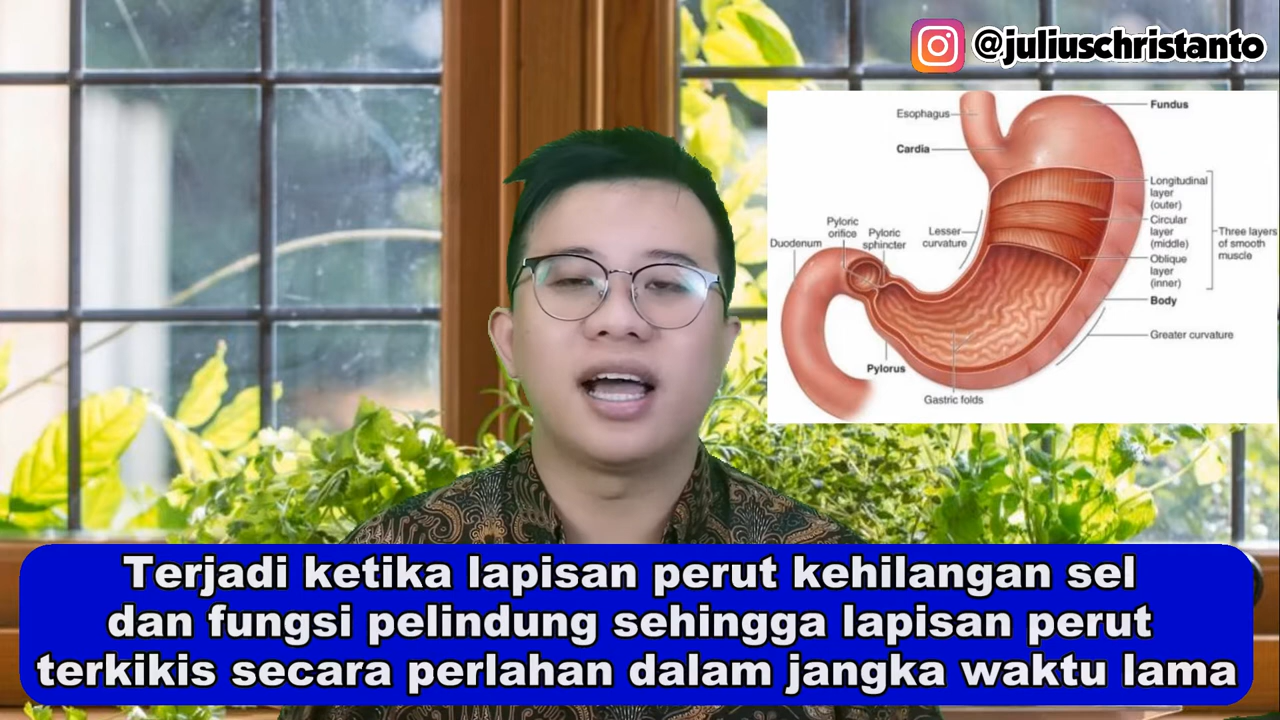 @juliuschristanto
Fundus
Esophagus
Cardia
Longitudinal
layer
(outer)
Circular
layer
(middle)
Oblique
layer
(inner)
Three layers
of smooth
muscle
Pyloric
orifice
Pyloric
sphincter
Lesser
curvature
Duodenum
Body
Greater curvature
Pylorus
Gastric folds
Terjadi ketika lapisan perut kehilangan sel
dan fungsi pelindung sehingga lapisan perut
terkikis secara perlahan dalam jangka waktu lama